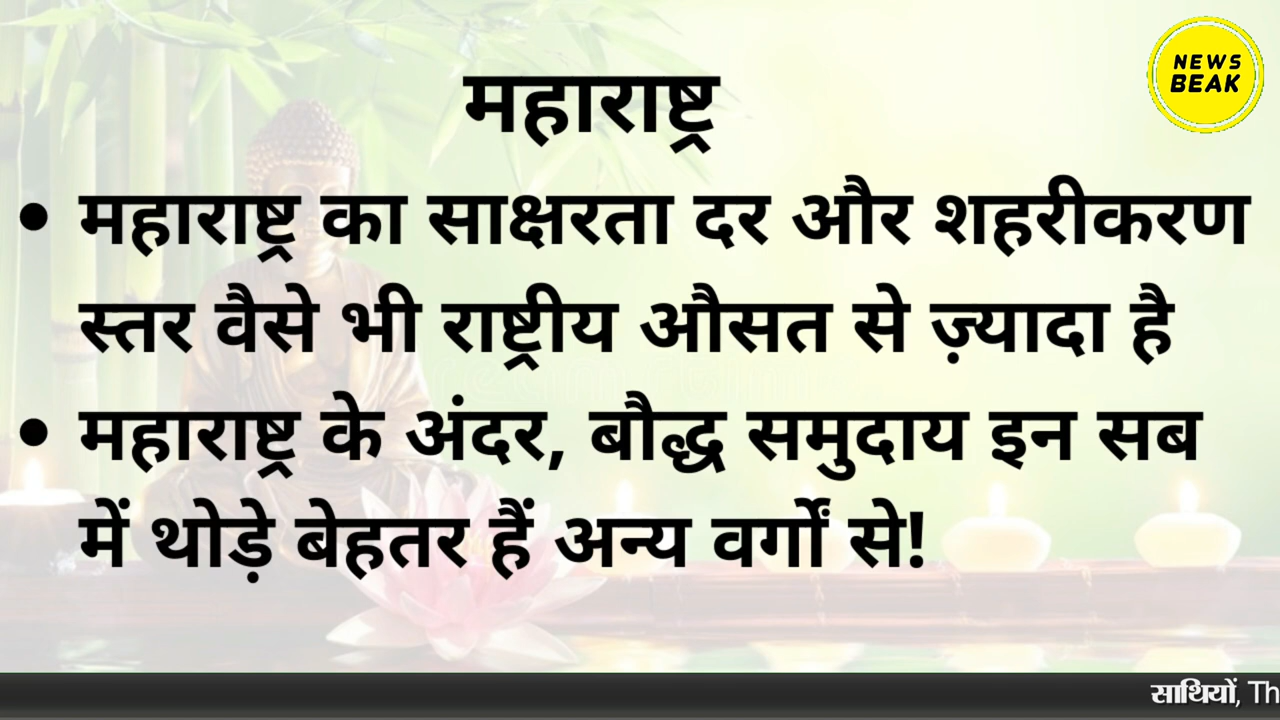 NEWS
BEAK
महाराष्ट्र
• महाराष्ट्र का साक्षरता दर और शहरीकरण
स्तर वैसे भी राष्ट्रीय औसत से ज़्यादा है
• महाराष्ट्र के अंदर, बौद्ध समुदाय इन सब
में थोड़े बेहतर हैं अन्य वर्गों से!
साथियों, Th